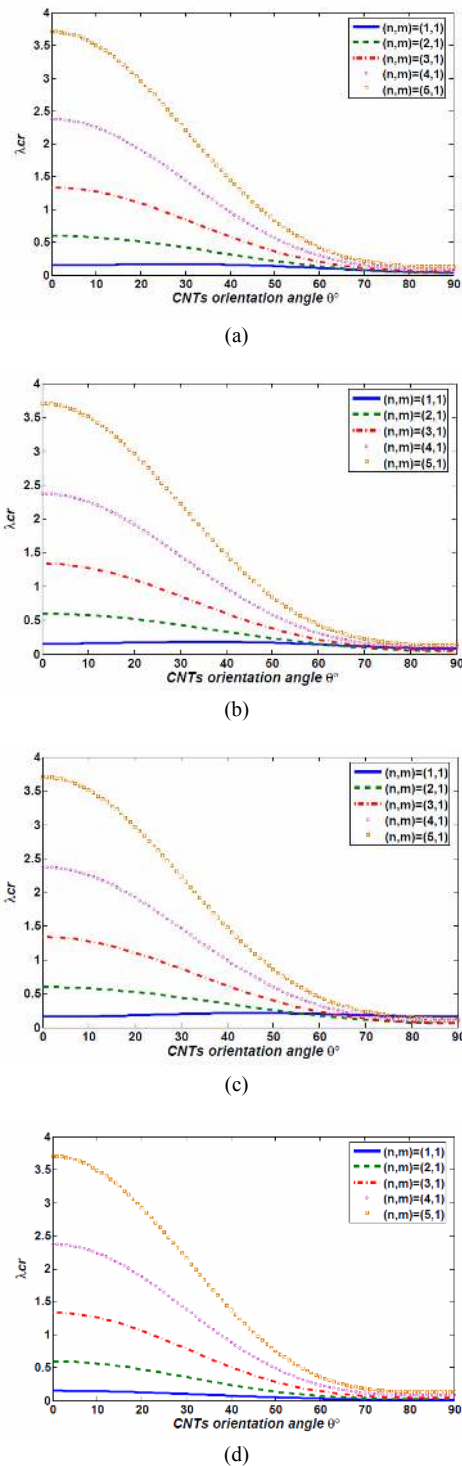 4
3.5
3
2.5
2
1.5
1
0.5
0
λcr
(n,m)=(1,1)
(n,m)=(2,1)
(n,m)=(3,1)
(n,m)=(4,1)
(n,m)=(5,1)
0 10 20 30 40 50 60 70 80 90
CNTs orientation angle θ°
(a)
4
3.5
3
2.5
2
1.5
1
0.5
0
λcr
(n,m)=(1,1)
(n,m)=(2,1)
(n,m)=(3,1)
(n,m)=(4,1)
(n,m)=(5,1)
0 10 20 30 40 50 60 70 80 90
CNTs orientation angle θ°
(b)
4
3.5
3
2.5
2
1.5
1
0.5
0
λcr
(n,m)=(1,1)
(n,m)=(2,1)
(n,m)=(3,1)
(n,m)=(4,1)
(n,m)=(5,1)
0 10 20 30 40 50 60 70 80 90
CNTs orientation angle θ°
(c)
4
3.5
3
2.5
2
1.5
1
0.5
0
λcr
(n,m)=(1,1)
(n,m)=(2,1)
(n,m)=(3,1)
(n,m)=(4,1)
(n,m)=(5,1)
0 10 20 30 40 50 60 70 80 90
CNTs orientation angle θ°
(d)